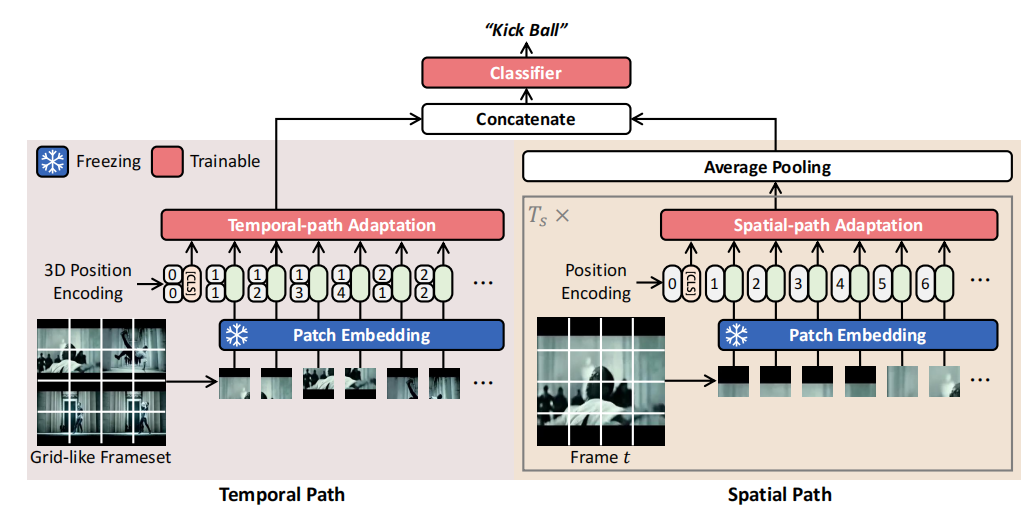 “Kick Ball”
Classifier
Concatenate
Freezing
Trainable
Average Pooling
Temporal-path Adaptation
T_s ×
Spatial-path Adaptation
3D Position
Encoding
0 [CLS] 1 1 1 1 2 2
0 1 2 3 4 1 2 ...
Position
Encoding
0 [CLS] 1 2 3 4 5 6 ...
Patch Embedding
Patch Embedding
...
...
Grid-like Frameset
Frame t
Temporal Path
Spatial Path